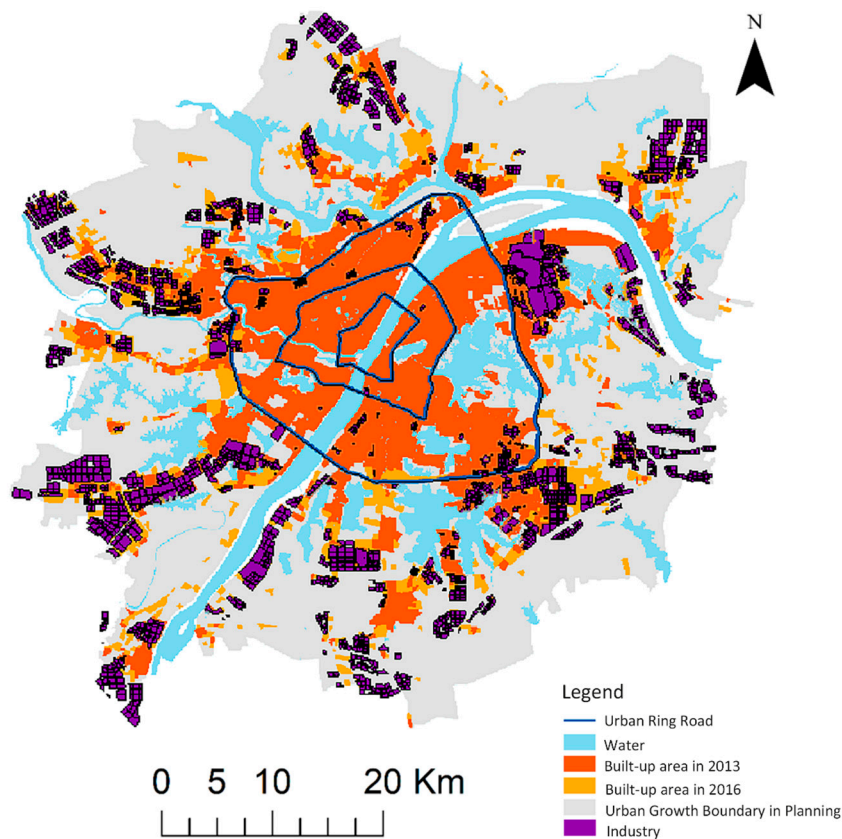 N
Legend
Urban Ring Road
Water
Built-up area in 2013
Built-up area in 2016
Urban Growth Boundary in Planning
Industry
0 5 10 20 Km